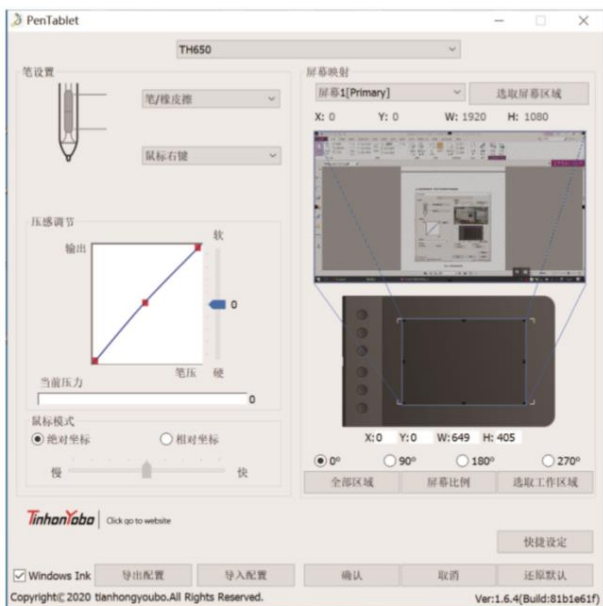 PenTablet
TH650
笔设置
笔/橡皮擦
鼠标右键
压感调节
输出
软
0
笔压 硬
当前压力
0
鼠标模式
绝对坐标 相对坐标
慢 快
屏幕映射
屏幕1[Primary] 选取屏幕区域
X: 0 Y: 0 W: 1920 H: 1080
X:0 Y:0 W:649 H:405
0° 90° 180° 270°
全部区域 屏幕比例 选取工作区域
TinhonYobo Click go to website
快捷设定
Windows Ink 导出配置 导入配置 确认 取消 还原默认
Copyright© 2020 tianhongyoubo.All Rights Reserved. Ver:1.6.4(Build:81b1e61f)